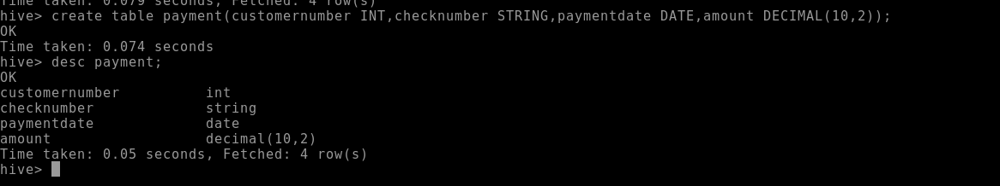 Time taken: 0.079 seconds, Fetched: 4 row(s)
hive> create table payment(customernumber INT,checknumber STRING,paymentdate DATE,amount DECIMAL(10,2));
OK
Time taken: 0.074 seconds
hive> desc payment;
OK
customernumber          int
checknumber             string
paymentdate             date
amount                  decimal(10,2)
Time taken: 0.05 seconds, Fetched: 4 row(s)
hive>